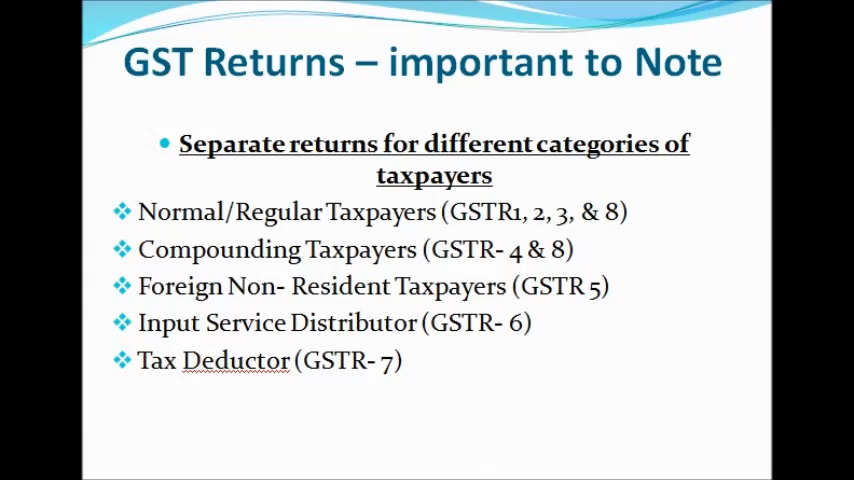 GST Returns – important to Note
Separate returns for different categories of
taxpayers
Normal/Regular Taxpayers (GSTR1, 2, 3, & 8)
Compounding Taxpayers (GSTR- 4 & 8)
Foreign Non- Resident Taxpayers (GSTR 5)
Input Service Distributor (GSTR- 6)
Tax Deductor (GSTR- 7)